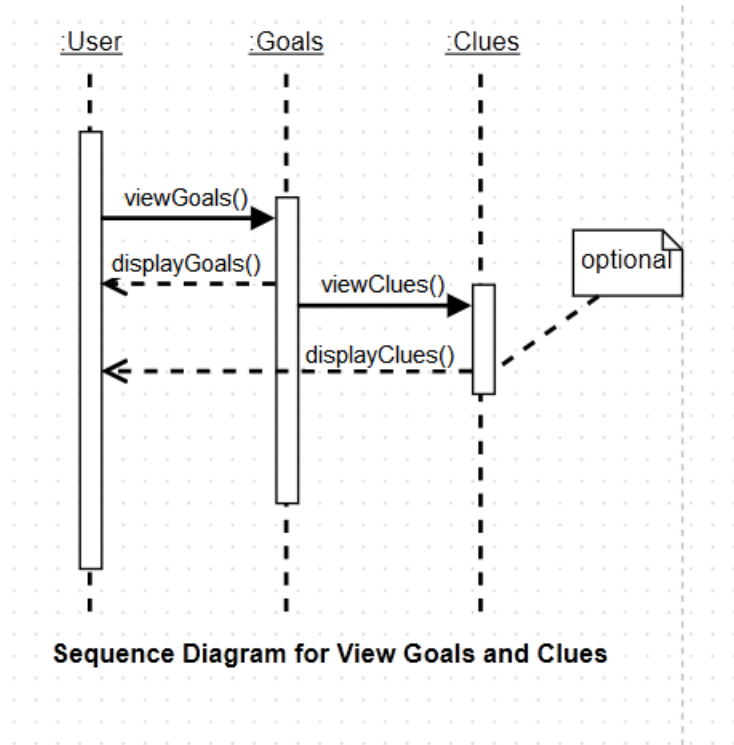 :User :Goals :Clues
viewGoals()
displayGoals()
optional
viewClues()
displayClues()
Sequence Diagram for View Goals and Clues